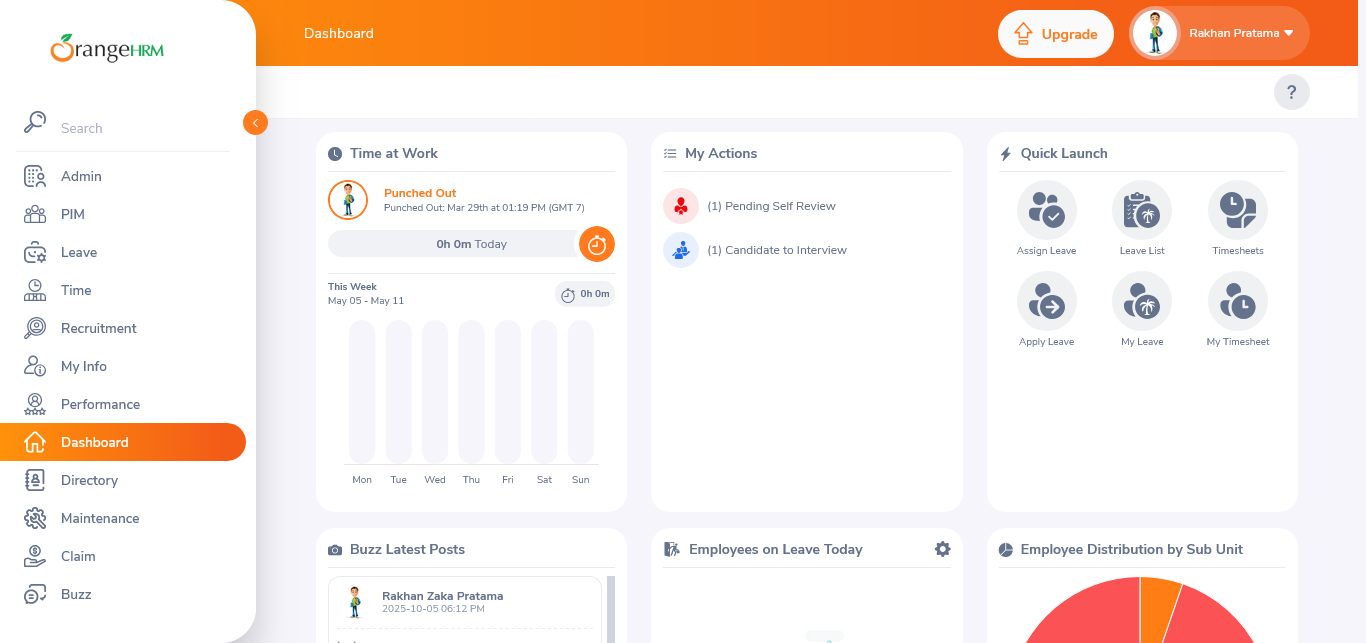 OrangeHRM
Search
Admin
PIM
Leave
Time
Recruitment
My Info
Performance
Dashboard
Directory
Maintenance
Claim
Buzz
Dashboard
Upgrade
Rakhan Pratama
?
Time at Work
Punched Out
Punched Out: Mar 29th at 01:19 PM (GMT 7)
0h 0m Today
This Week
May 05 - May 11
0h 0m
Mon Tue Wed Thu Fri Sat Sun
My Actions
(1) Pending Self Review
(1) Candidate to Interview
Quick Launch
Assign Leave Leave List Timesheets
Apply Leave My Leave My Timesheet
Buzz Latest Posts
Rakhan Zaka Pratama
2025-10-05 06:12 PM
Employees on Leave Today
Employee Distribution by Sub Unit